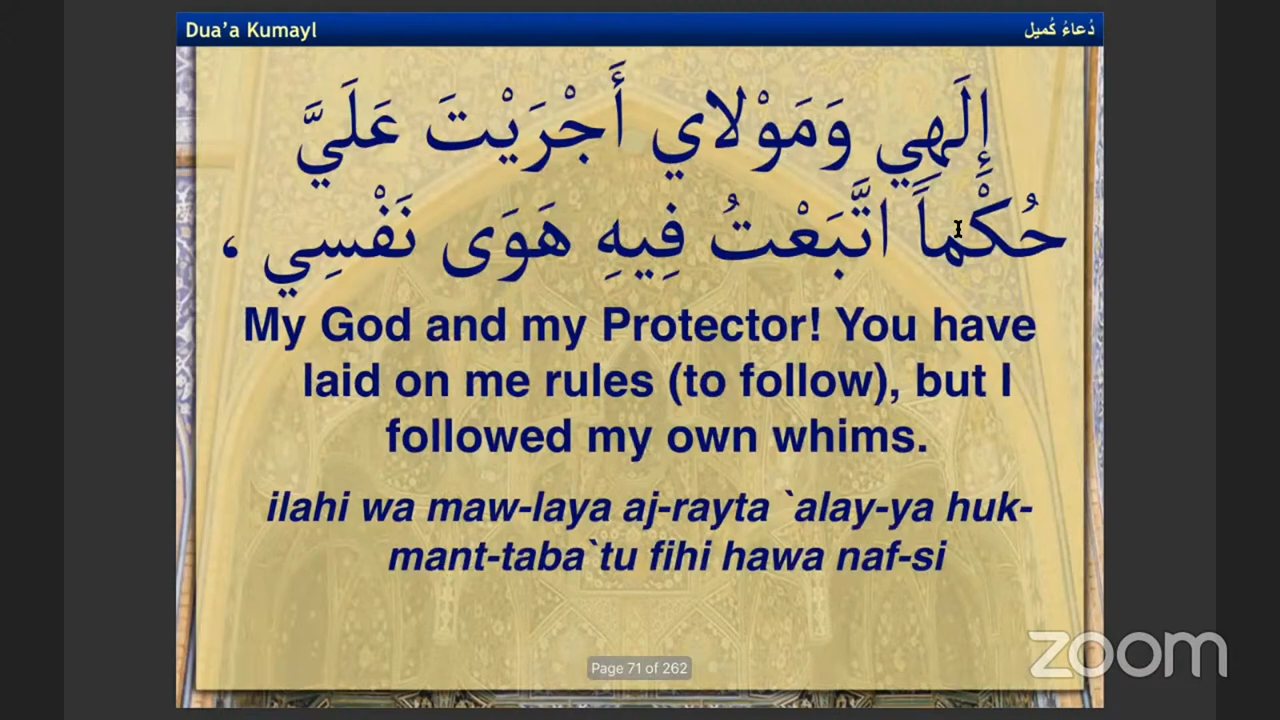 Dua’a Kumayl
دُعاءُ كُميل
إِلَهِي وَمَوْلاي أَجْرَيْتَ عَلَيَّ
حُكْماً اتَّبَعْتُ فِيهِ هَوَى نَفْسِي ،
My God and my Protector! You have
laid on me rules (to follow), but I
followed my own whims.
ilahi wa maw-laya aj-rayta `alay-ya huk-
mant-taba`tu fihi hawa naf-si
Page 71 of 262
zoom